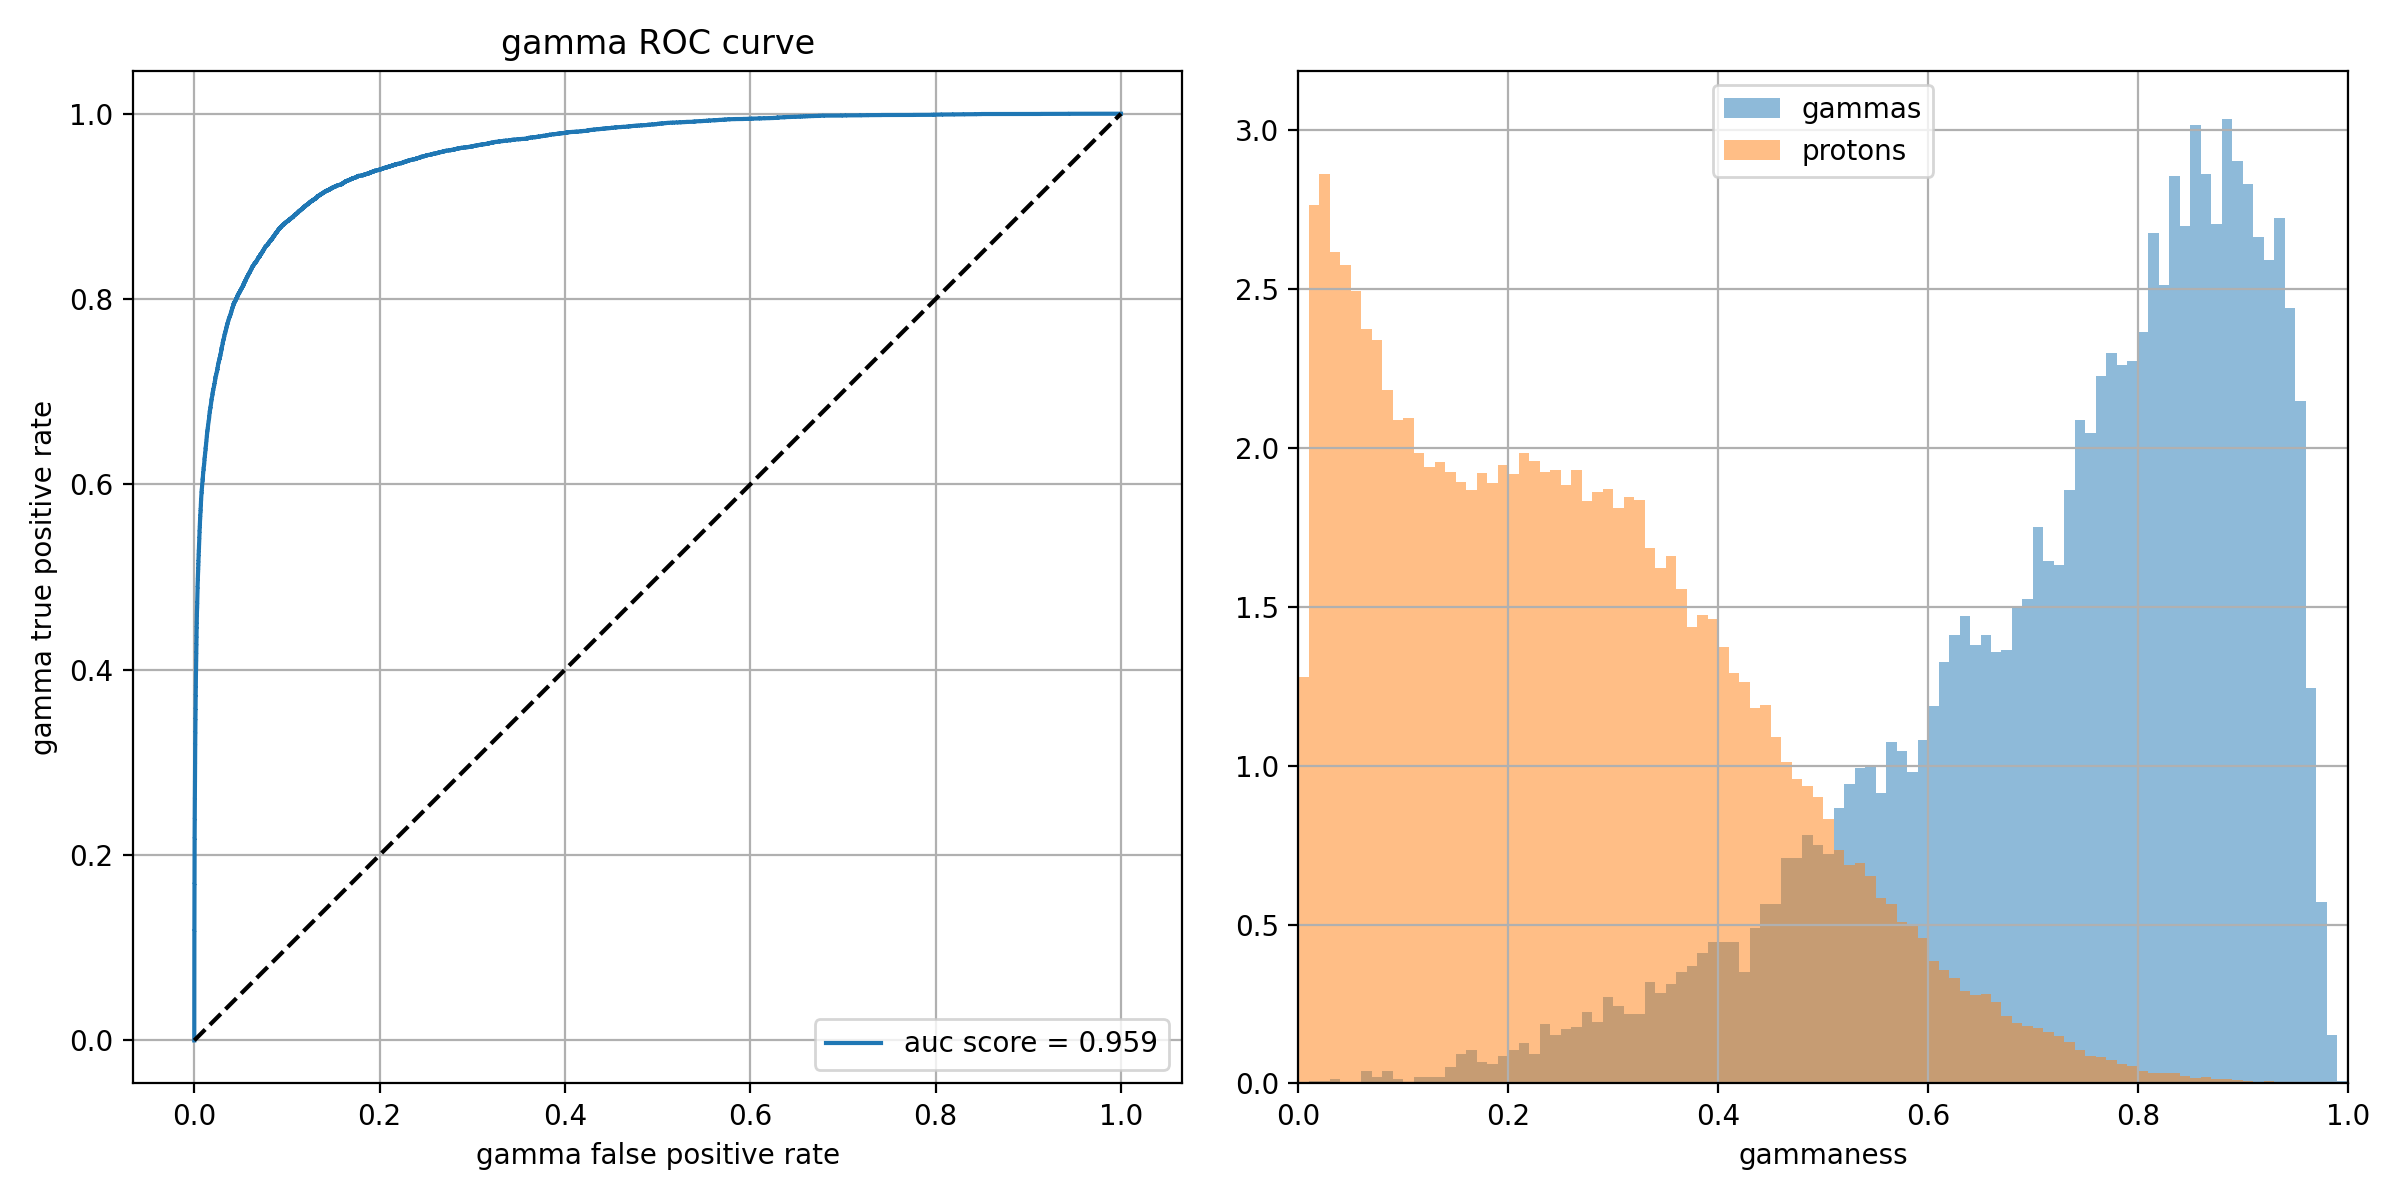 gamma ROC curve
1.0
0.8
0.6
0.4
0.2
0.0
gamma true positive rate
auc score = 0.959
0.0 0.2 0.4 0.6 0.8 1.0
gamma false positive rate
gammas
protons
3.0
2.5
2.0
1.5
1.0
0.5
0.0
0.0 0.2 0.4 0.6 0.8 1.0
gammaness